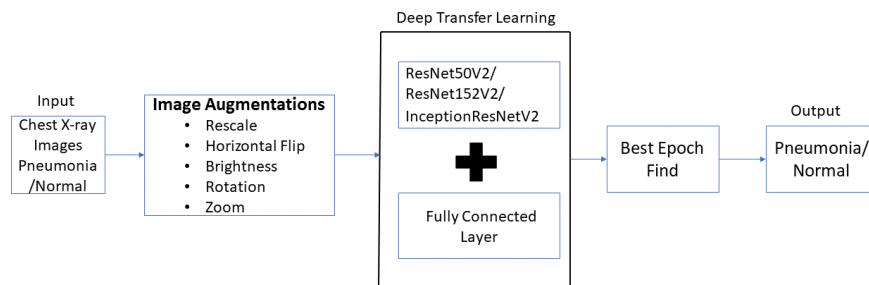 Deep Transfer Learning
Input
Chest X-ray
Images
Pneumonia
/Normal
Image Augmentations
• Rescale
• Horizontal Flip
• Brightness
• Rotation
• Zoom
ResNet50V2/
ResNet152V2/
InceptionResNetV2
Fully Connected
Layer
Best Epoch
Find
Output
Pneumonia/
Normal